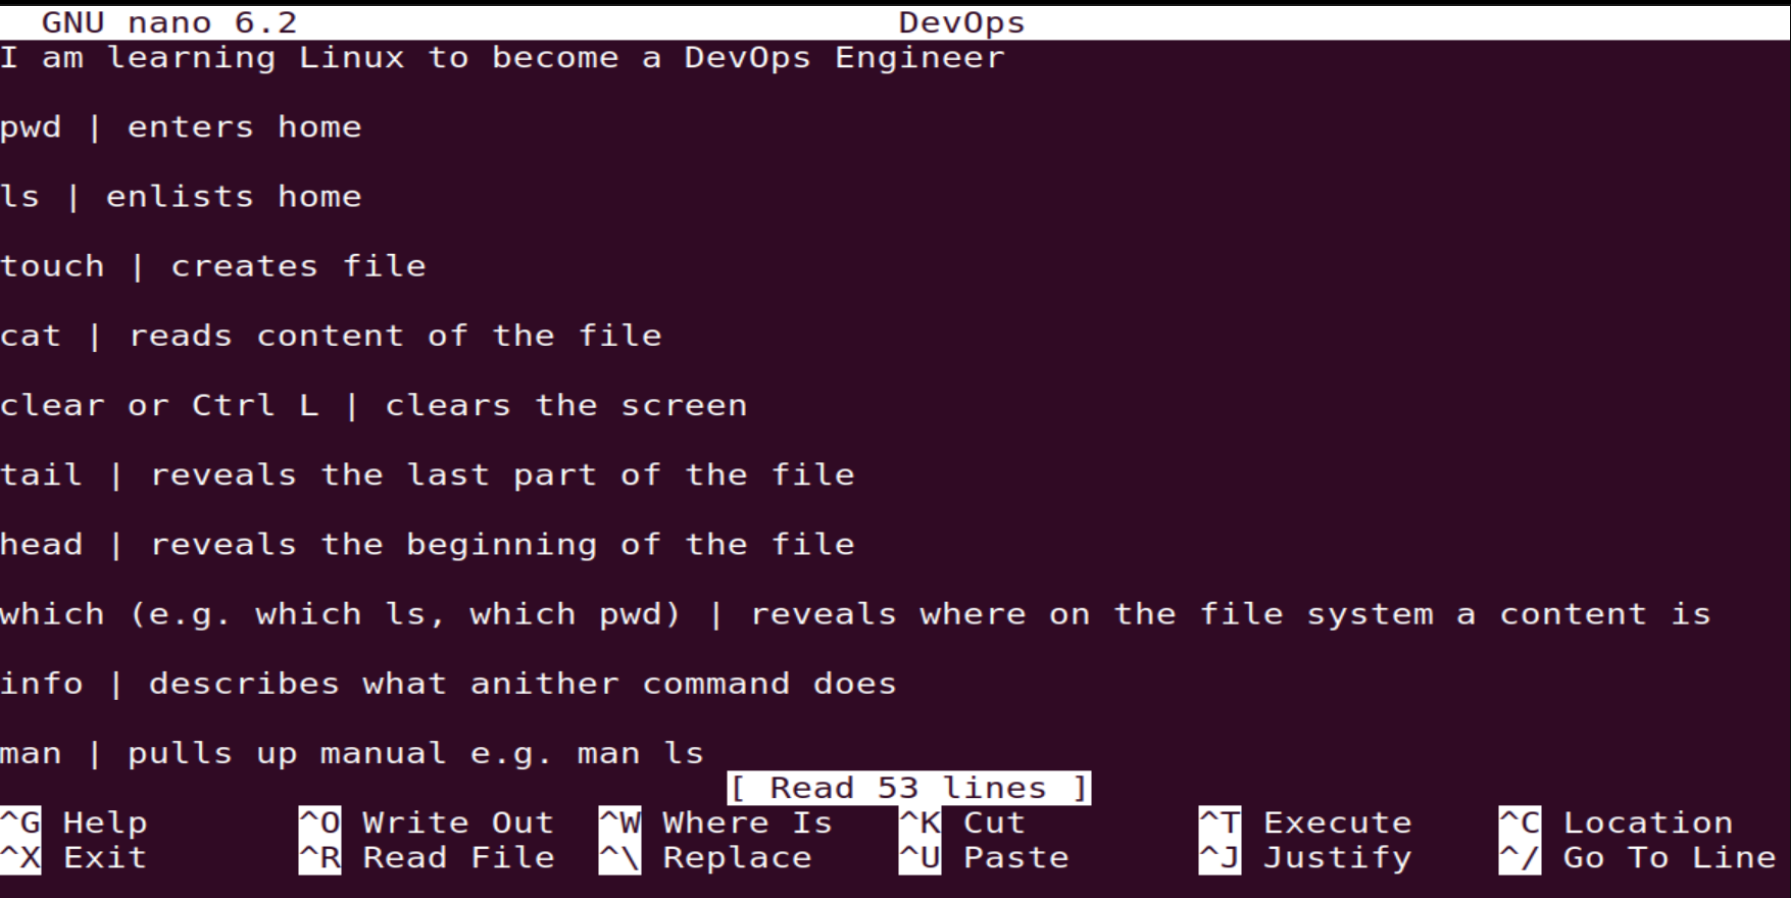 GNU nano 6.2 DevOps
I am learning Linux to become a DevOps Engineer
pwd | enters home
ls | enlists home
touch | creates file
cat | reads content of the file
clear or Ctrl L | clears the screen
tail | reveals the last part of the file
head | reveals the beginning of the file
which (e.g. which ls, which pwd) | reveals where on the file system a content is
info | describes what anither command does
man | pulls up manual e.g. man ls
[ Read 53 lines ]
^G Help ^O Write Out ^W Where Is ^K Cut ^T Execute ^C Location
^X Exit ^R Read File ^\ Replace ^U Paste ^J Justify ^/ Go To Line